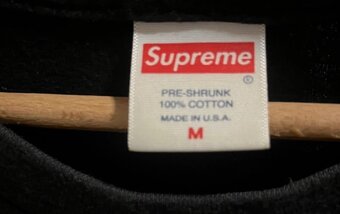 Supreme
®
PRE-SHRUNK
100% COTTON
MADE IN U.S.A.
M